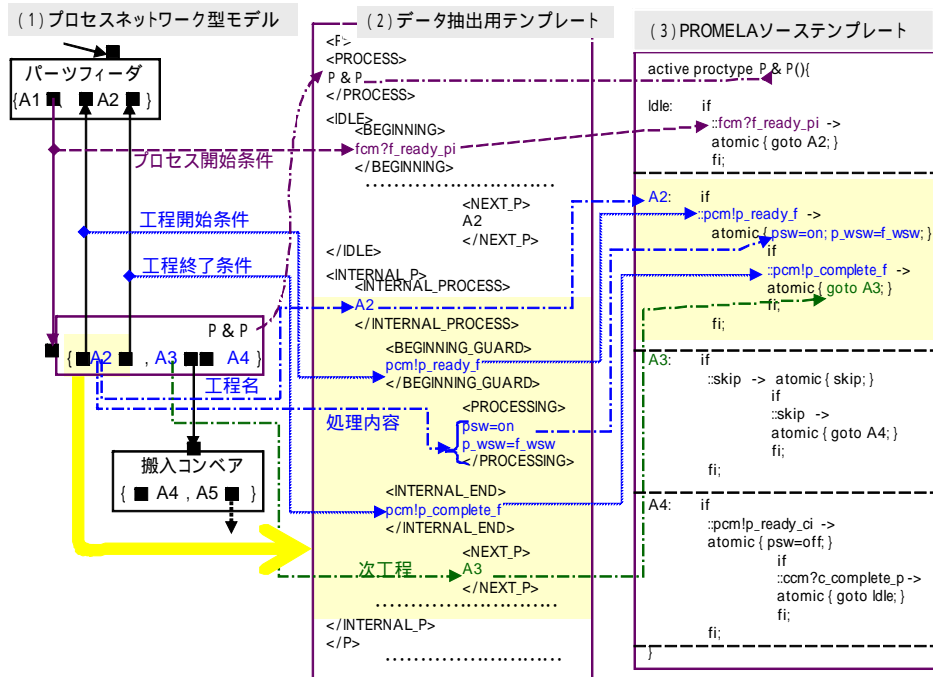 (1)プロセスネットワーク型モデル
パーツフィーダ
{A1 A2 }
プロセス開始条件
工程開始条件
工程終了条件
P & P
{ A2 , A3 A4 }
工程名
処理内容
搬入コンベア
{ A4 , A5 }
次工程
(2)データ抽出用テンプレート
<P>
<PROCESS>
P & P
</PROCESS>
<IDLE>
<BEGINNING>
fcm?f_ready_pi
</BEGINNING>
..............................
<NEXT_P>
A2
</NEXT_P>
</IDLE>
<INTERNAL_P>
<INTERNAL_PROCESS>
A2
</INTERNAL_PROCESS>
<BEGINNING_GUARD>
pcm!p_ready_f
</BEGINNING_GUARD>
<PROCESSING>
psw=on
p_wsw=f_wsw
</PROCESSING>
<INTERNAL_END>
pcm!p_complete_f
</INTERNAL_END>
<NEXT_P>
A3
</NEXT_P>
..............................
</INTERNAL_P>
</P>
..............................
(3)PROMELAソーステンプレート
active proctype P & P(){
Idle: if
::fcm?f_ready_pi ->
atomic { goto A2; }
fi;
A2: if
::pcm!p_ready_f ->
atomic { psw=on; p_wsw=f_wsw;
if
::pcm!p_complete_f ->
atomic { goto A3; }
fi;
fi;
A3: if
::skip -> atomic { skip; }
if
::skip ->
atomic { goto A4; }
fi;
fi;
A4: if
::pcm!p_ready_ci ->
atomic { psw=off; }
if
::ccm?c_complete_p ->
atomic { goto Idle; }
fi;
fi;
}